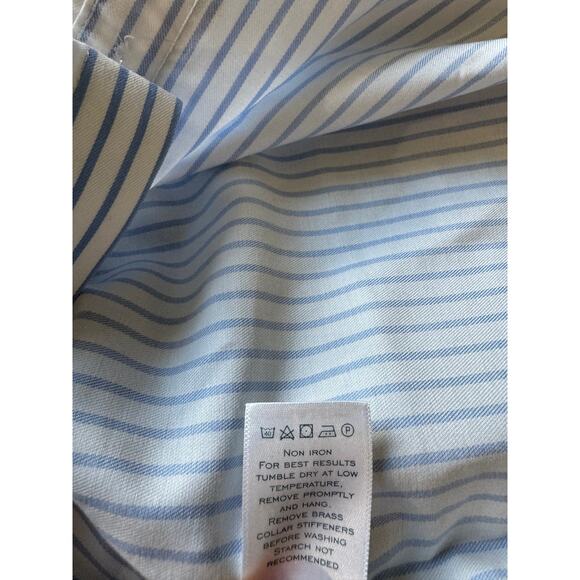 40 P
NON IRON
FOR BEST RESULTS
TUMBLE DRY AT LOW
TEMPERATURE,
REMOVE PROMPTLY
AND HANG.
REMOVE BRASS
COLLAR STIFFENERS
BEFORE WASHING
STARCH NOT
RECOMMENDED